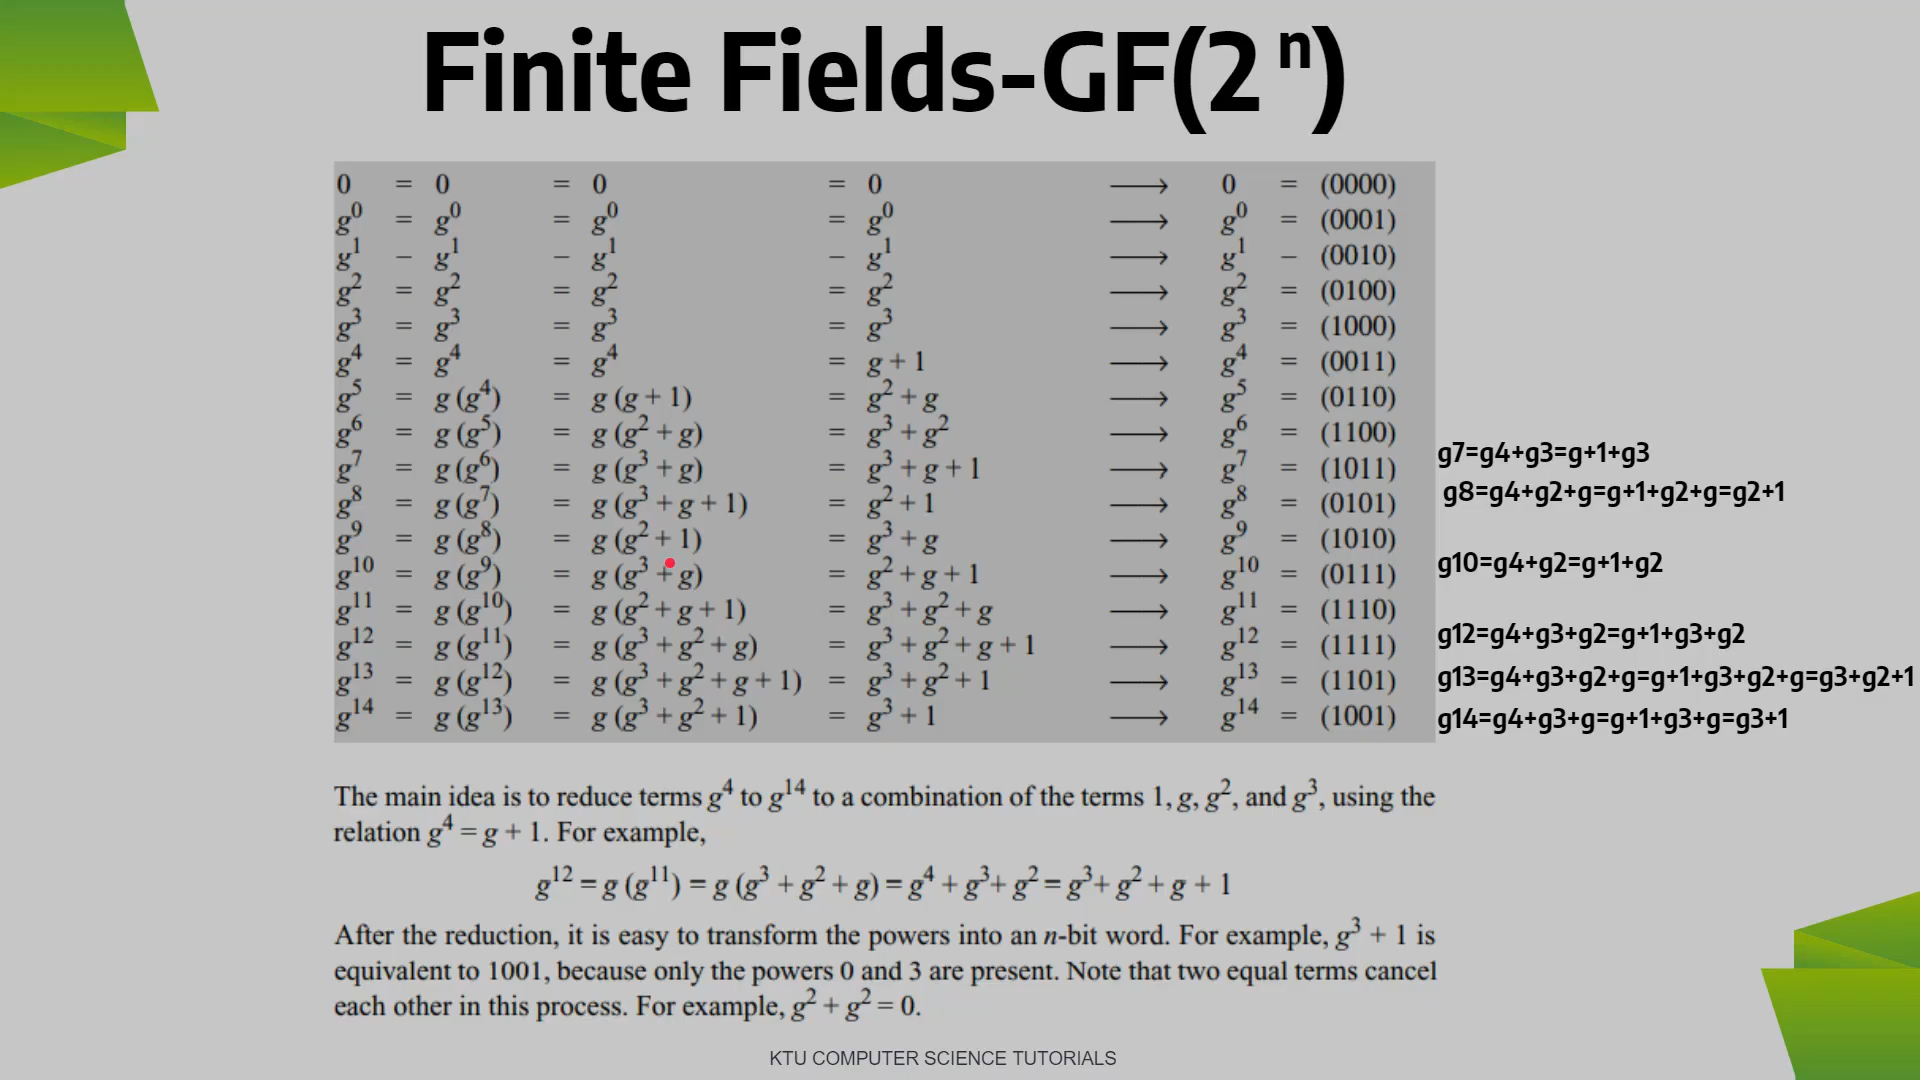 Finite Fields-GF(2ⁿ)
0 = 0 = 0 = 0 ⟶ 0 = (0000)
g⁰ = g⁰ = g⁰ = g⁰ ⟶ g⁰ = (0001)
g¹ − g¹ − g¹ − g¹ ⟶ g¹ − (0010)
g² = g² = g² = g² ⟶ g² = (0100)
g³ = g³ = g³ = g³ ⟶ g³ = (1000)
g⁴ = g⁴ = g⁴ = g + 1 ⟶ g⁴ = (0011)
g⁵ = g (g⁴) = g (g + 1) = g² + g ⟶ g⁵ = (0110)
g⁶ = g (g⁵) = g (g² + g) = g³ + g² ⟶ g⁶ = (1100)
g⁷ = g (g⁶) = g (g³ + g) = g³ + g + 1 ⟶ g⁷ = (1011) g7=g4+g3=g+1+g3
g⁸ = g (g⁷) = g (g³ + g + 1) = g² + 1 ⟶ g⁸ = (0101) g8=g4+g2+g=g+1+g2+g=g2+1
g⁹ = g (g⁸) = g (g² + 1) = g³ + g ⟶ g⁹ = (1010)
g¹⁰ = g (g⁹) = g (g³ + g) = g² + g + 1 ⟶ g¹⁰ = (0111) g10=g4+g2=g+1+g2
g¹¹ = g (g¹⁰) = g (g² + g + 1) = g³ + g² + g ⟶ g¹¹ = (1110)
g¹² = g (g¹¹) = g (g³ + g² + g) = g³ + g² + g + 1 ⟶ g¹² = (1111) g12=g4+g3+g2=g+1+g3+g2
g¹³ = g (g¹²) = g (g³ + g² + g + 1) = g³ + g² + 1 ⟶ g¹³ = (1101) g13=g4+g3+g2+g=g+1+g3+g2+g=g3+g2+1
g¹⁴ = g (g¹³) = g (g³ + g² + 1) = g³ + 1 ⟶ g¹⁴ = (1001) g14=g4+g3+g=g+1+g3+g=g3+1
The main idea is to reduce terms g⁴ to g¹⁴ to a combination of the terms 1, g, g², and g³, using the
relation g⁴ = g + 1. For example,
g¹² = g (g¹¹) = g (g³ + g² + g) = g⁴ + g³ + g² = g³ + g² + g + 1
After the reduction, it is easy to transform the powers into an n-bit word. For example, g³ + 1 is
equivalent to 1001, because only the powers 0 and 3 are present. Note that two equal terms cancel
each other in this process. For example, g² + g² = 0.
KTU COMPUTER SCIENCE TUTORIALS